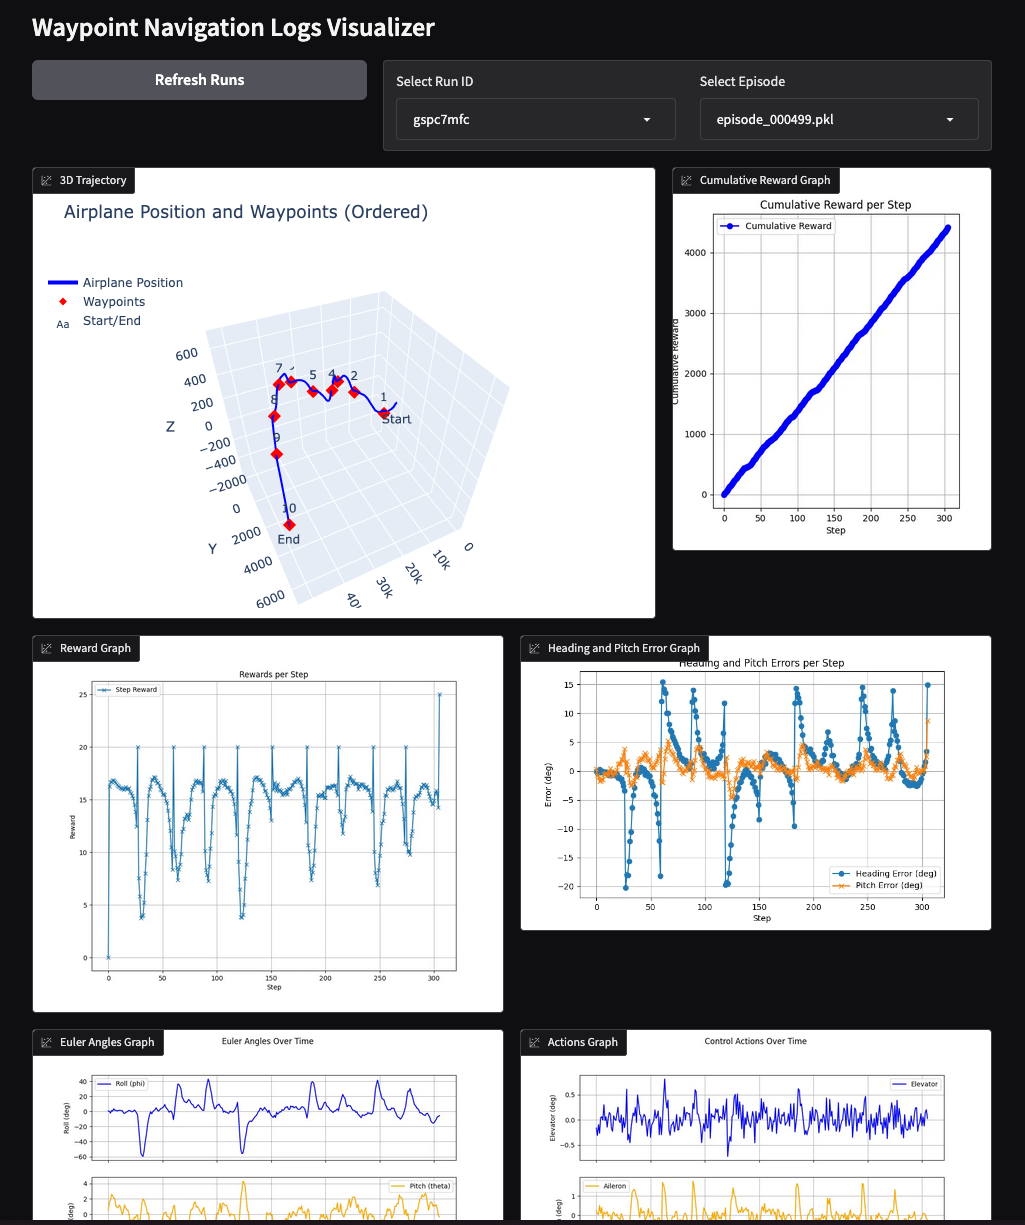 Waypoint Navigation Logs Visualizer
Refresh Runs
Select Run ID
gspc7mfc
Select Episode
episode_000499.pkl
3D Trajectory
Airplane Position and Waypoints (Ordered)
Airplane Position
Waypoints
Aa Start/End
600
400
200
0
−200
−400
Z
−2000
0
2000
4000
6000
Y
40
30k
20k
10k
0
7
5
4
2
1
Start
8
9
10
End
Cumulative Reward Graph
Cumulative Reward per Step
Cumulative Reward
4000
3000
2000
1000
0
Cumulative Reward
0 50 100 150 200 250 300
Step
Reward Graph
Rewards per Step
Step Reward
25
20
15
10
5
0
Reward
0 50 100 150 200 250 300
Step
Heading and Pitch Error Graph
Heading and Pitch Errors per Step
15
10
5
0
−5
−10
−15
−20
Error (deg)
Heading Error (deg)
Pitch Error (deg)
0 50 100 150 200 250 300
Step
Euler Angles Graph
Euler Angles Over Time
Roll (phi)
40
20
0
−20
−40
−60
Roll (deg)
Pitch (theta)
4
2
0
(deg)
Actions Graph
Control Actions Over Time
Elevator
0.5
0.0
−0.5
Elevator (deg)
Aileron
1
0
(deg)